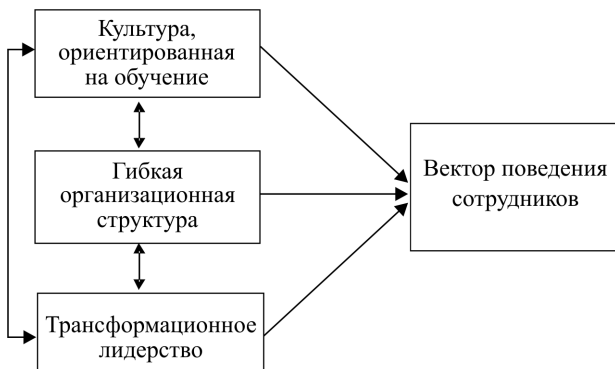 Культура,
ориентированная
на обучение
Гибкая
организационная
структура
Трансформационное
лидерство
Вектор поведения
сотрудников